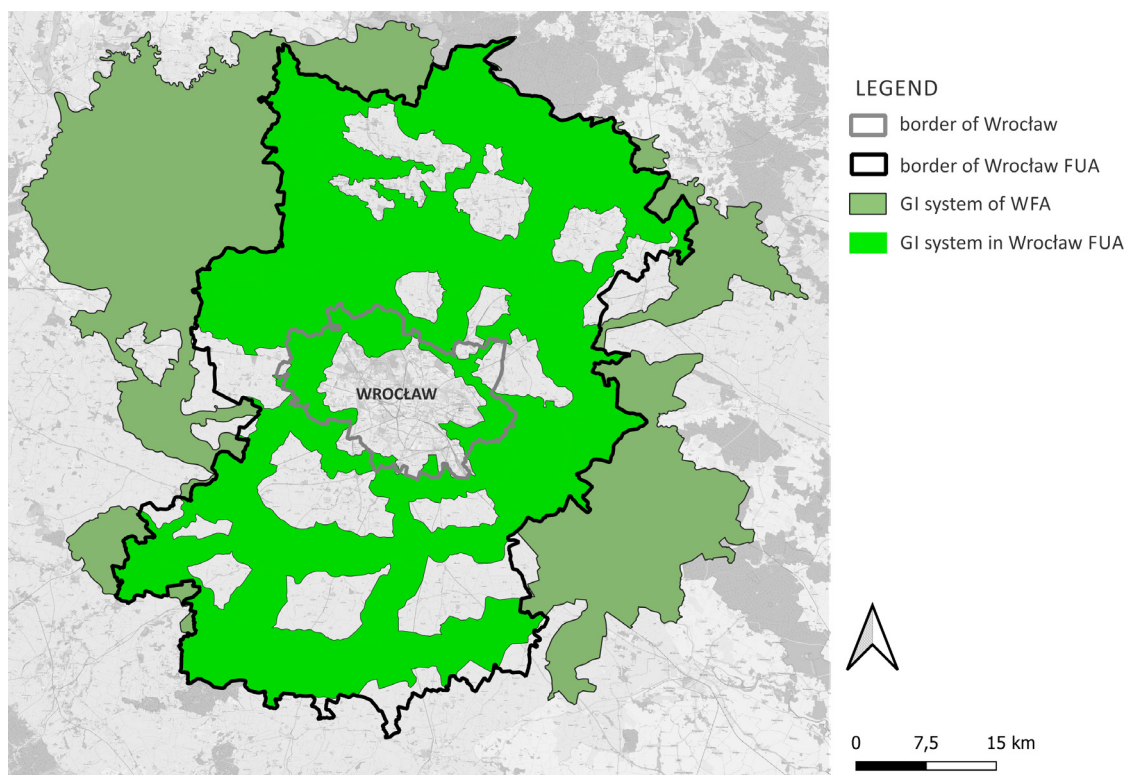 LEGEND
border of Wrocław
border of Wrocław FUA
GI system of WFA
GI system in Wrocław FUA
WROCŁAW
0 7,5 15 km